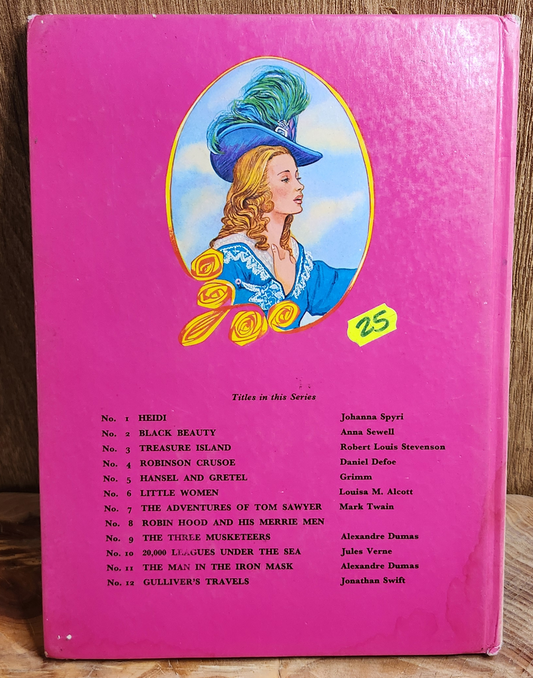 25
Titles in this Series
No. 1 HEIDI Johanna Spyri
No. 2 BLACK BEAUTY Anna Sewell
No. 3 TREASURE ISLAND Robert Louis Stevenson
No. 4 ROBINSON CRUSOE Daniel Defoe
No. 5 HANSEL AND GRETEL Grimm
No. 6 LITTLE WOMEN Louisa M. Alcott
No. 7 THE ADVENTURES OF TOM SAWYER Mark Twain
No. 8 ROBIN HOOD AND HIS MERRIE MEN
No. 9 THE THREE MUSKETEERS Alexandre Dumas
No. 10 20,000 LEAGUES UNDER THE SEA Jules Verne
No. 11 THE MAN IN THE IRON MASK Alexandre Dumas
No. 12 GULLIVER'S TRAVELS Jonathan Swift